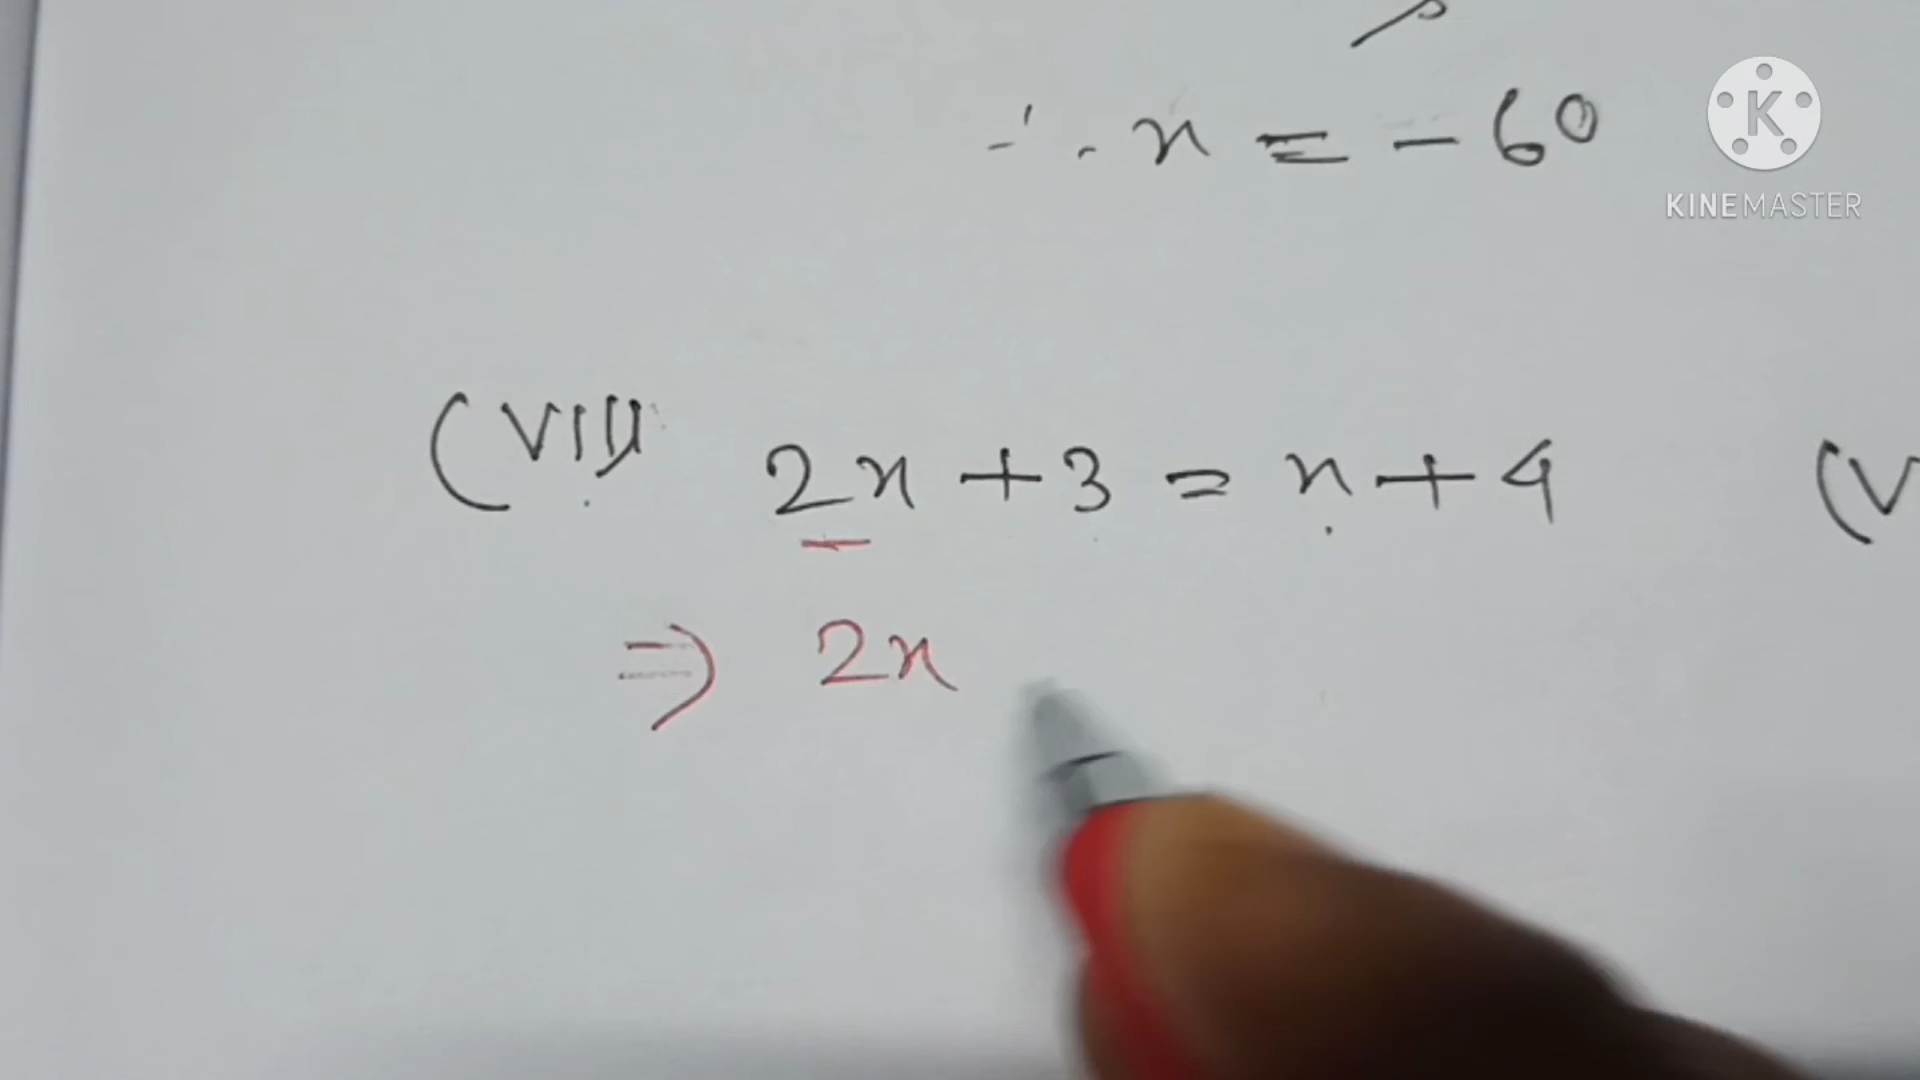 ∴ x = - 60
KINEMASTER
(VII) 2x + 3 = x + 4 (V
⇒ 2x